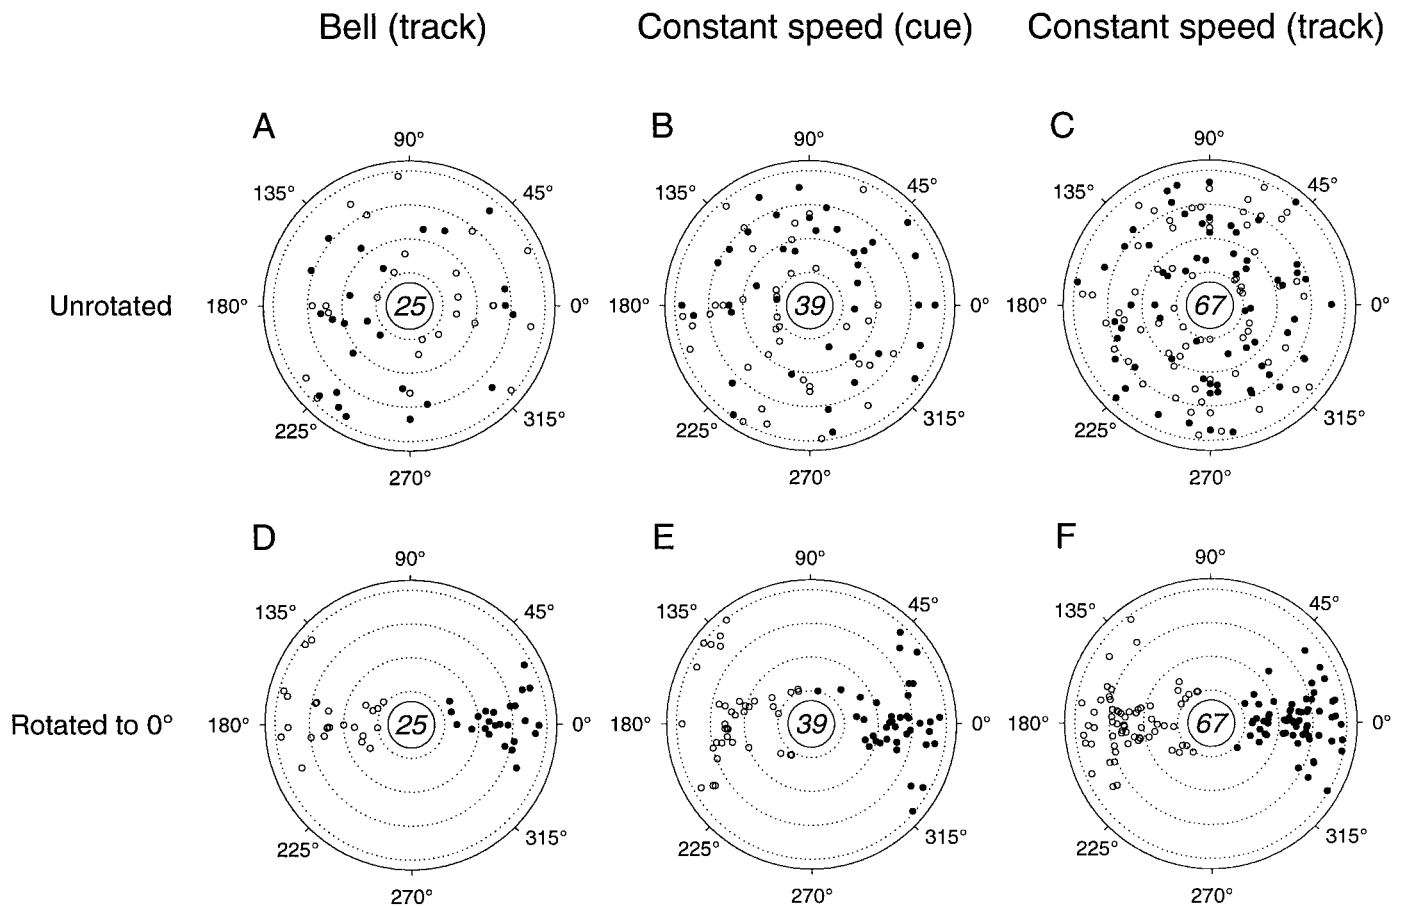 Bell (track) Constant speed (cue) Constant speed (track)
A B C
90° 90° 90°
135° 45° 135° 45° 135° 45°
Unrotated 180° 25 0° 180° 39 0° 180° 67 0°
225° 315° 225° 315° 225° 315°
270° 270° 270°
D E F
90° 90° 90°
135° 45° 135° 45° 135° 45°
Rotated to 0° 180° 25 0° 180° 39 0° 180° 67 0°
225° 315° 225° 315° 225° 315°
270° 270° 270°